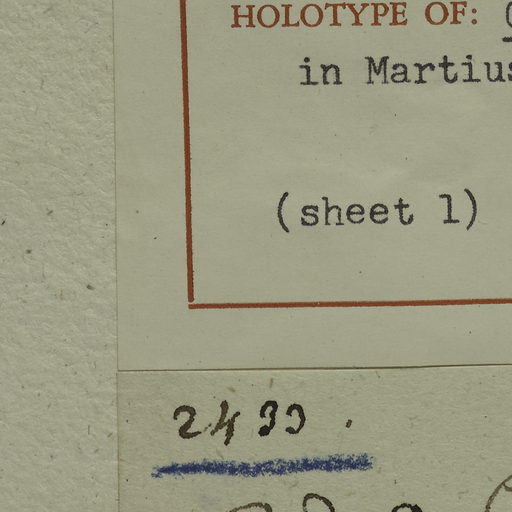 HOLOTYPE OF:
in Martius
(sheet 1)
2433.